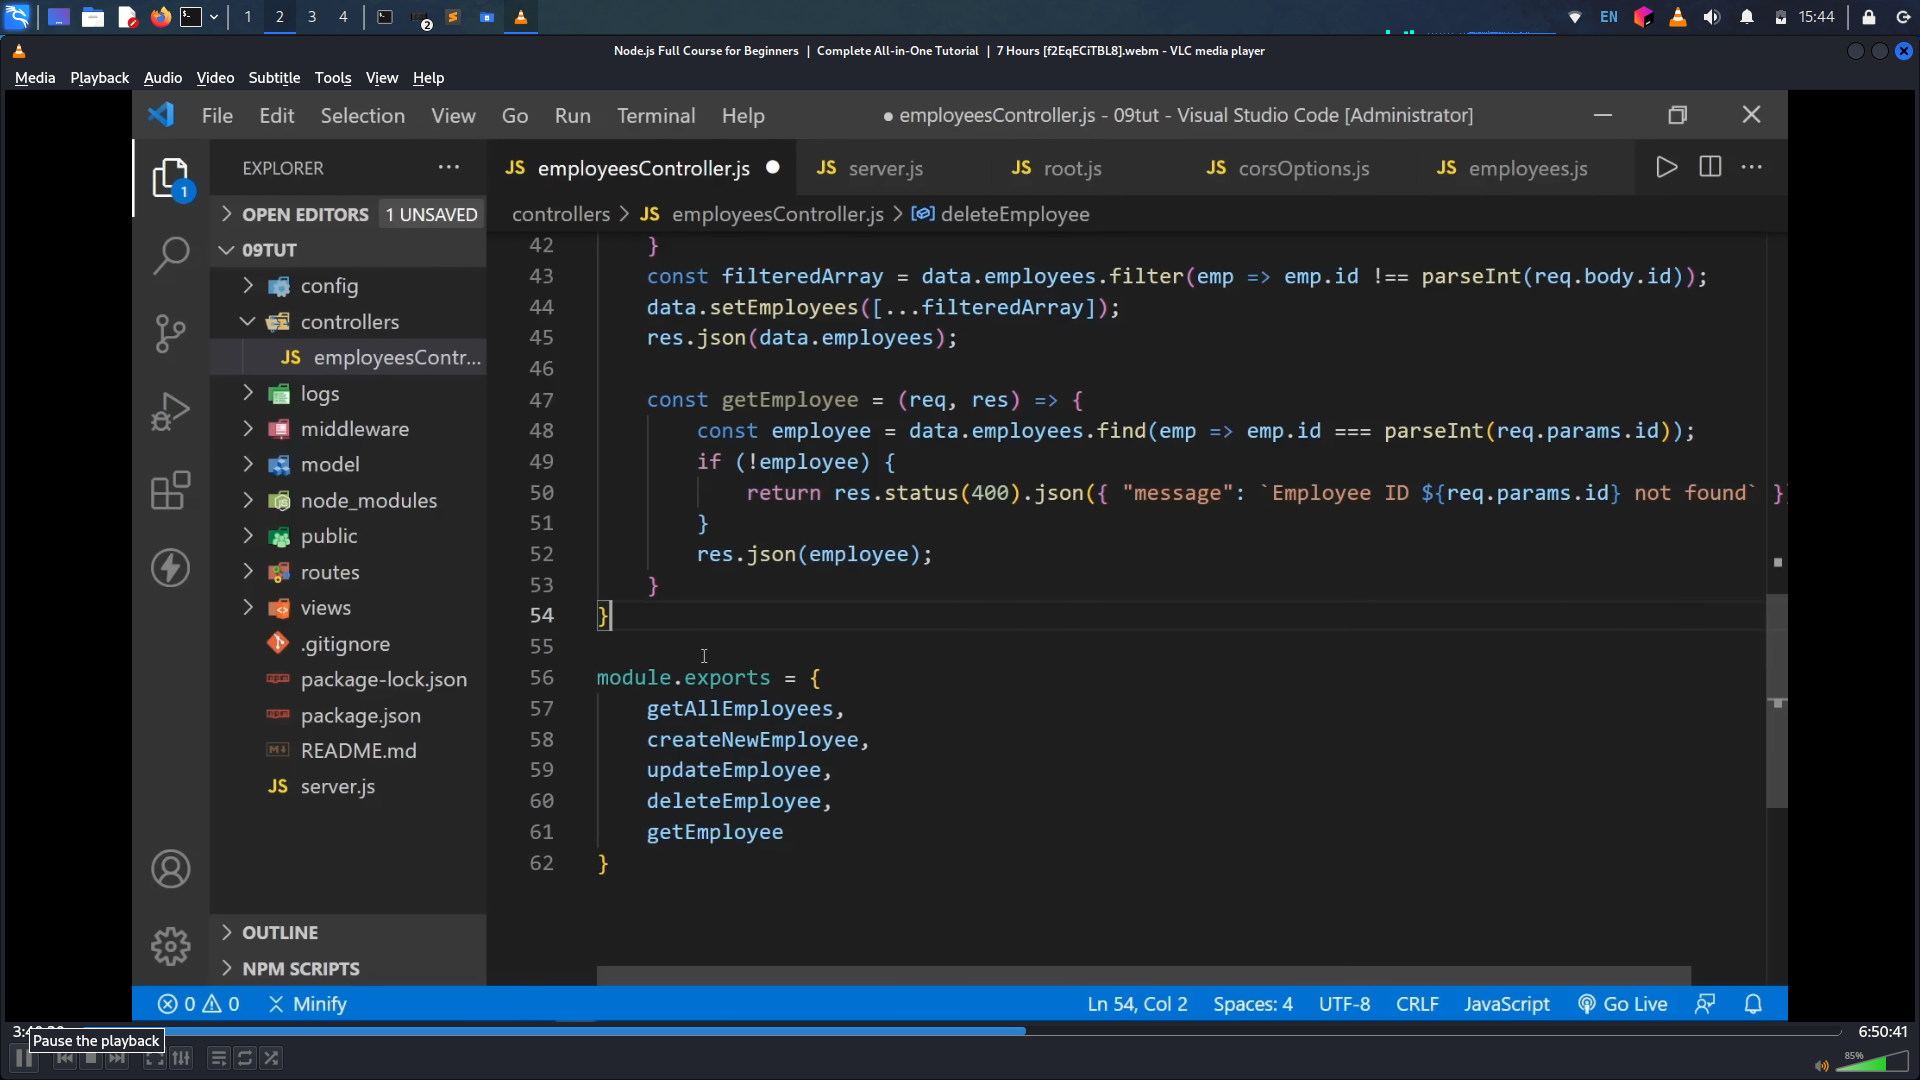 1 2 3 4 2 EN 15:44
Node.js Full Course for Beginners | Complete All-in-One Tutorial | 7 Hours [f2EqECiTBL8].webm - VLC media player
Media Playback Audio Video Subtitle Tools View Help
File Edit Selection View Go Run Terminal Help ● employeesController.js - 09tut - Visual Studio Code [Administrator]
EXPLORER
JS employeesController.js JS server.js JS root.js JS corsOptions.js JS employees.js
1
OPEN EDITORS 1 UNSAVED
controllers > JS employeesController.js > deleteEmployee
09TUT
config
controllers
JS employeesContr...
logs
middleware
model
node_modules
public
routes
views
.gitignore
package-lock.json
package.json
README.md
JS server.js
OUTLINE
NPM SCRIPTS
42 }
43 const filteredArray = data.employees.filter(emp => emp.id !== parseInt(req.body.id));
44 data.setEmployees([...filteredArray]);
45 res.json(data.employees);
46
47 const getEmployee = (req, res) => {
48 const employee = data.employees.find(emp => emp.id === parseInt(req.params.id));
49 if (!employee) {
50 return res.status(400).json({ "message": `Employee ID ${req.params.id} not found` }
51 }
52 res.json(employee);
53 }
54 }
55
56 module.exports = {
57 getAllEmployees,
58 createNewEmployee,
59 updateEmployee,
60 deleteEmployee,
61 getEmployee
62 }
0 0 Minify Ln 54, Col 2 Spaces: 4 UTF-8 CRLF JavaScript Go Live
6:50:41
Pause the playback
85%